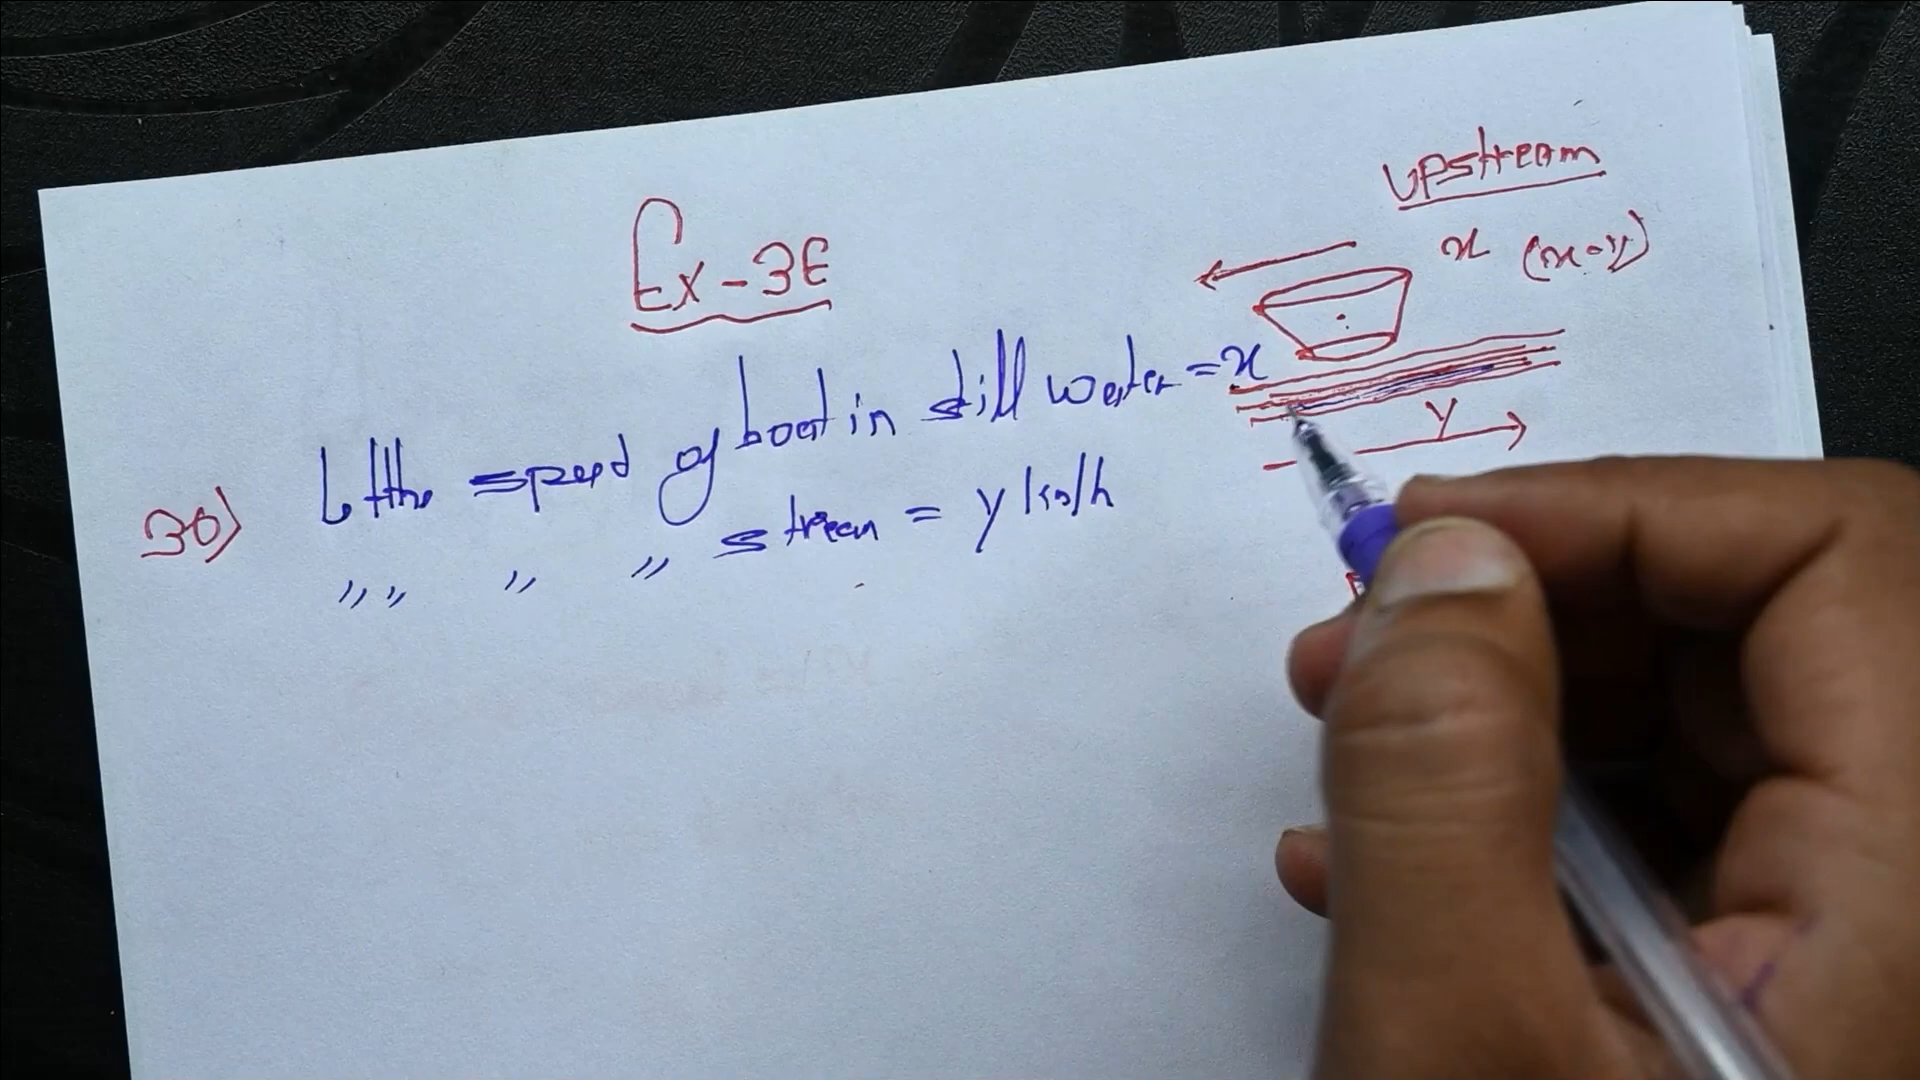 Ex-3E
upstream
x (x-y)
30) Let the speed of boat in still water = x
,, ,, ,, ,, stream = y km/h
y